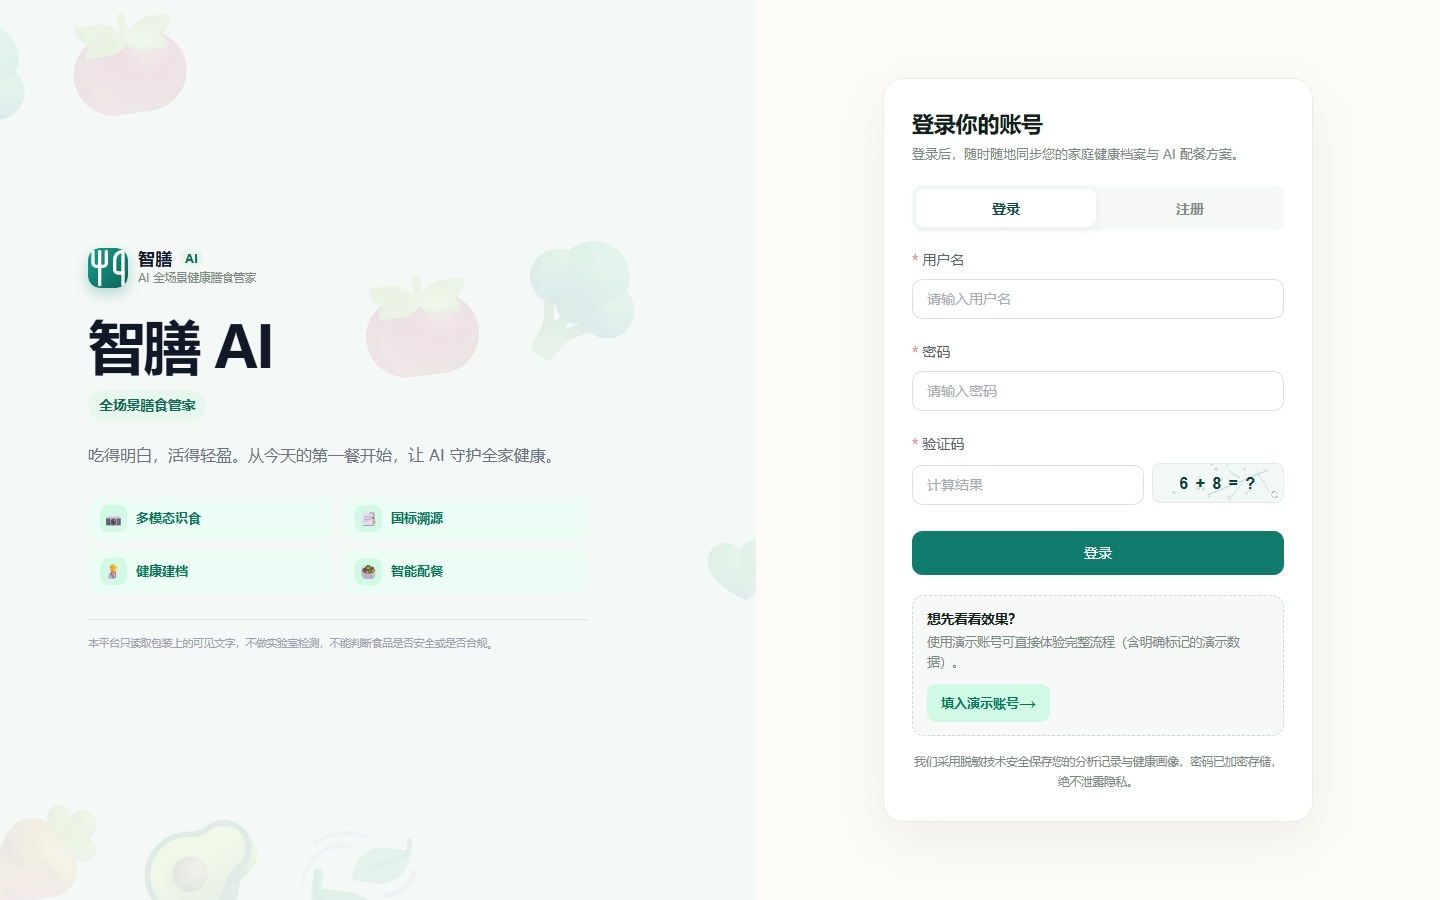 智膳 AI
AI 全场景健康膳食管家
智膳 AI
全场景膳食管家
吃得明白，活得轻盈。从今天的第一餐开始，让 AI 守护全家健康。
多模态识食
国标溯源
健康建档
智能配餐
本平台只读取包装上的可见文字，不做实验室检测，不能判断食品是否安全或是否合规。
登录你的账号
登录后，随时随地同步您的家庭健康档案与 AI 配餐方案。
登录
注册
* 用户名
请输入用户名
* 密码
请输入密码
* 验证码
计算结果
6 + 8 = ?
登录
想先看看效果？
使用演示账号可直接体验完整流程（含明确标记的演示数
据）。
填入演示账号→
我们采用脱敏技术安全保存您的分析记录与健康画像，密码已加密存储，
绝不泄露隐私。